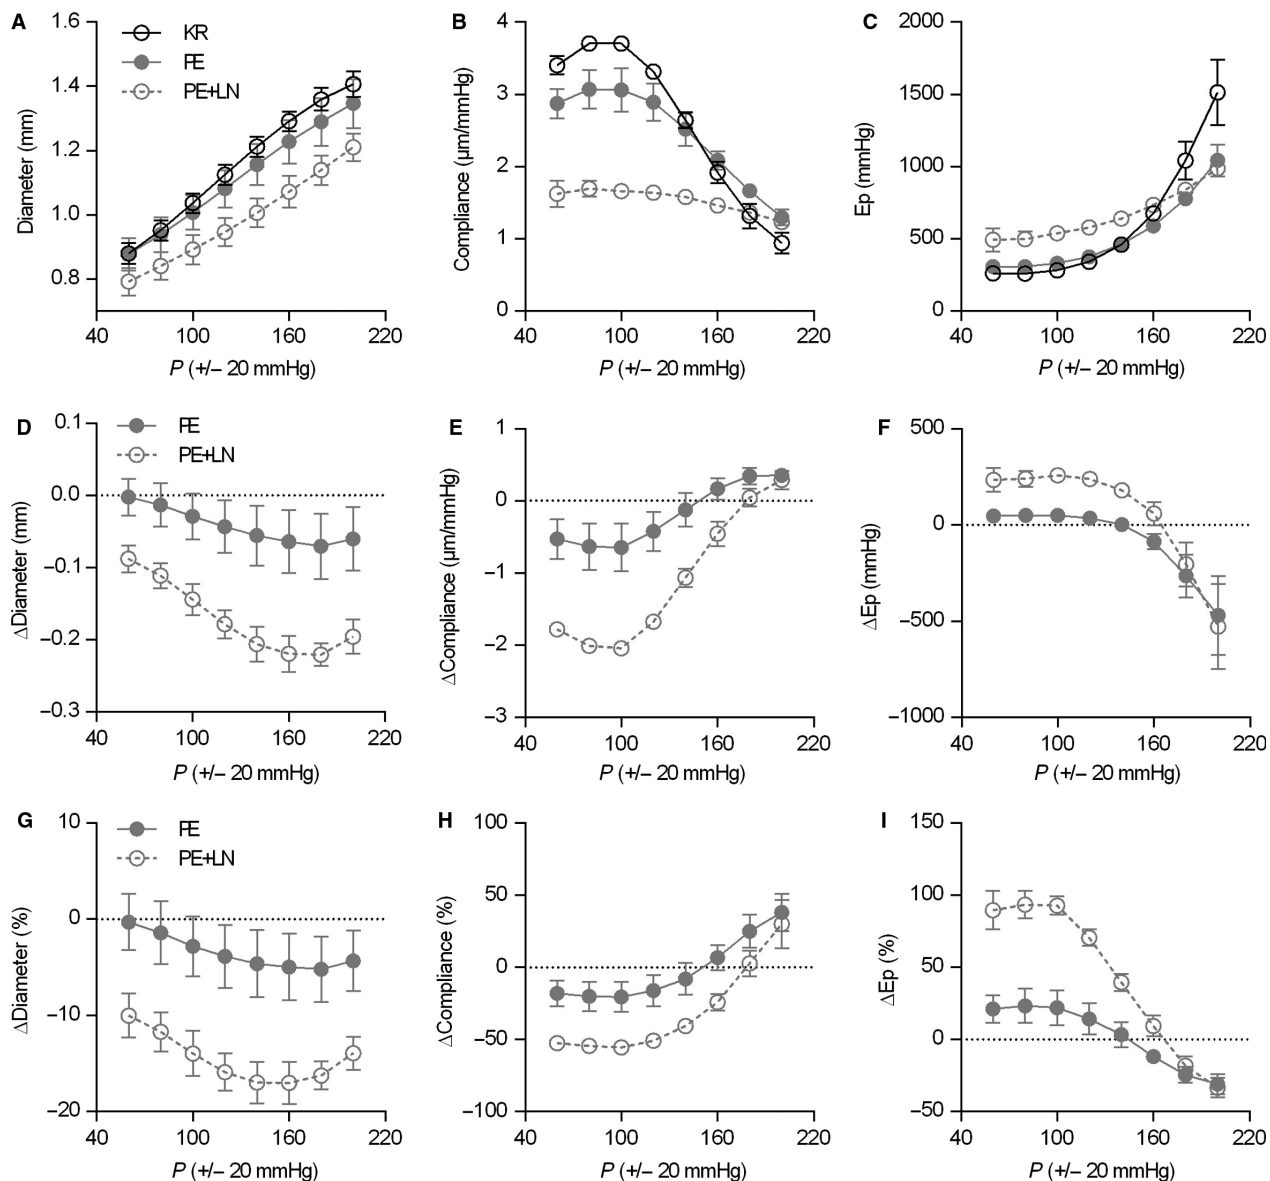 A
1.6
1.4
1.2
1.0
0.8
Diameter (mm)
KR
PE
PE+LN
40 100 160 220
P (+/– 20 mmHg)
B
4
3
2
1
0
Compliance (µm/mmHg)
40 100 160 220
P (+/– 20 mmHg)
C
2000
1500
1000
500
0
Ep (mmHg)
40 100 160 220
P (+/– 20 mmHg)
D
0.1
0.0
–0.1
–0.2
–0.3
ΔDiameter (mm)
PE
PE+LN
40 100 160 220
P (+/– 20 mmHg)
E
1
0
–1
–2
–3
ΔCompliance (µm/mmHg)
40 100 160 220
P (+/– 20 mmHg)
F
500
0
–500
–1000
ΔEp (mmHg)
40 100 160 220
P (+/– 20 mmHg)
G
10
0
–10
–20
ΔDiameter (%)
PE
PE+LN
40 100 160 220
P (+/– 20 mmHg)
H
100
50
0
–50
–100
ΔCompliance (%)
40 100 160 220
P (+/– 20 mmHg)
I
150
100
50
0
–50
ΔEp (%)
40 100 160 220
P (+/– 20 mmHg)